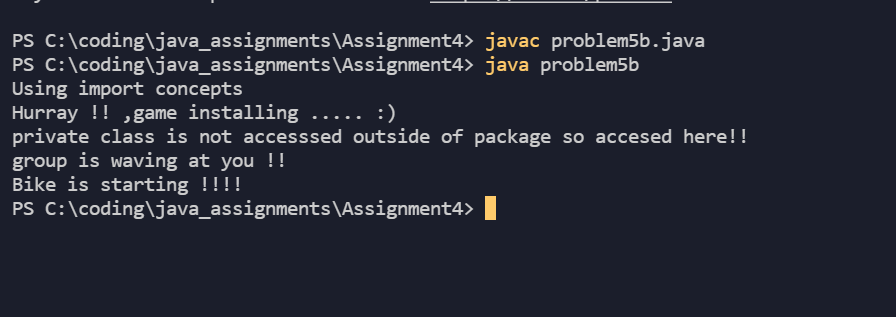 PS C:\coding\java_assignments\Assignment4> javac problem5b.java
PS C:\coding\java_assignments\Assignment4> java problem5b
Using import concepts
Hurray !! ,game installing ..... :)
private class is not accesssed outside of package so accesed here!!
group is waving at you !!
Bike is starting !!!!
PS C:\coding\java_assignments\Assignment4>